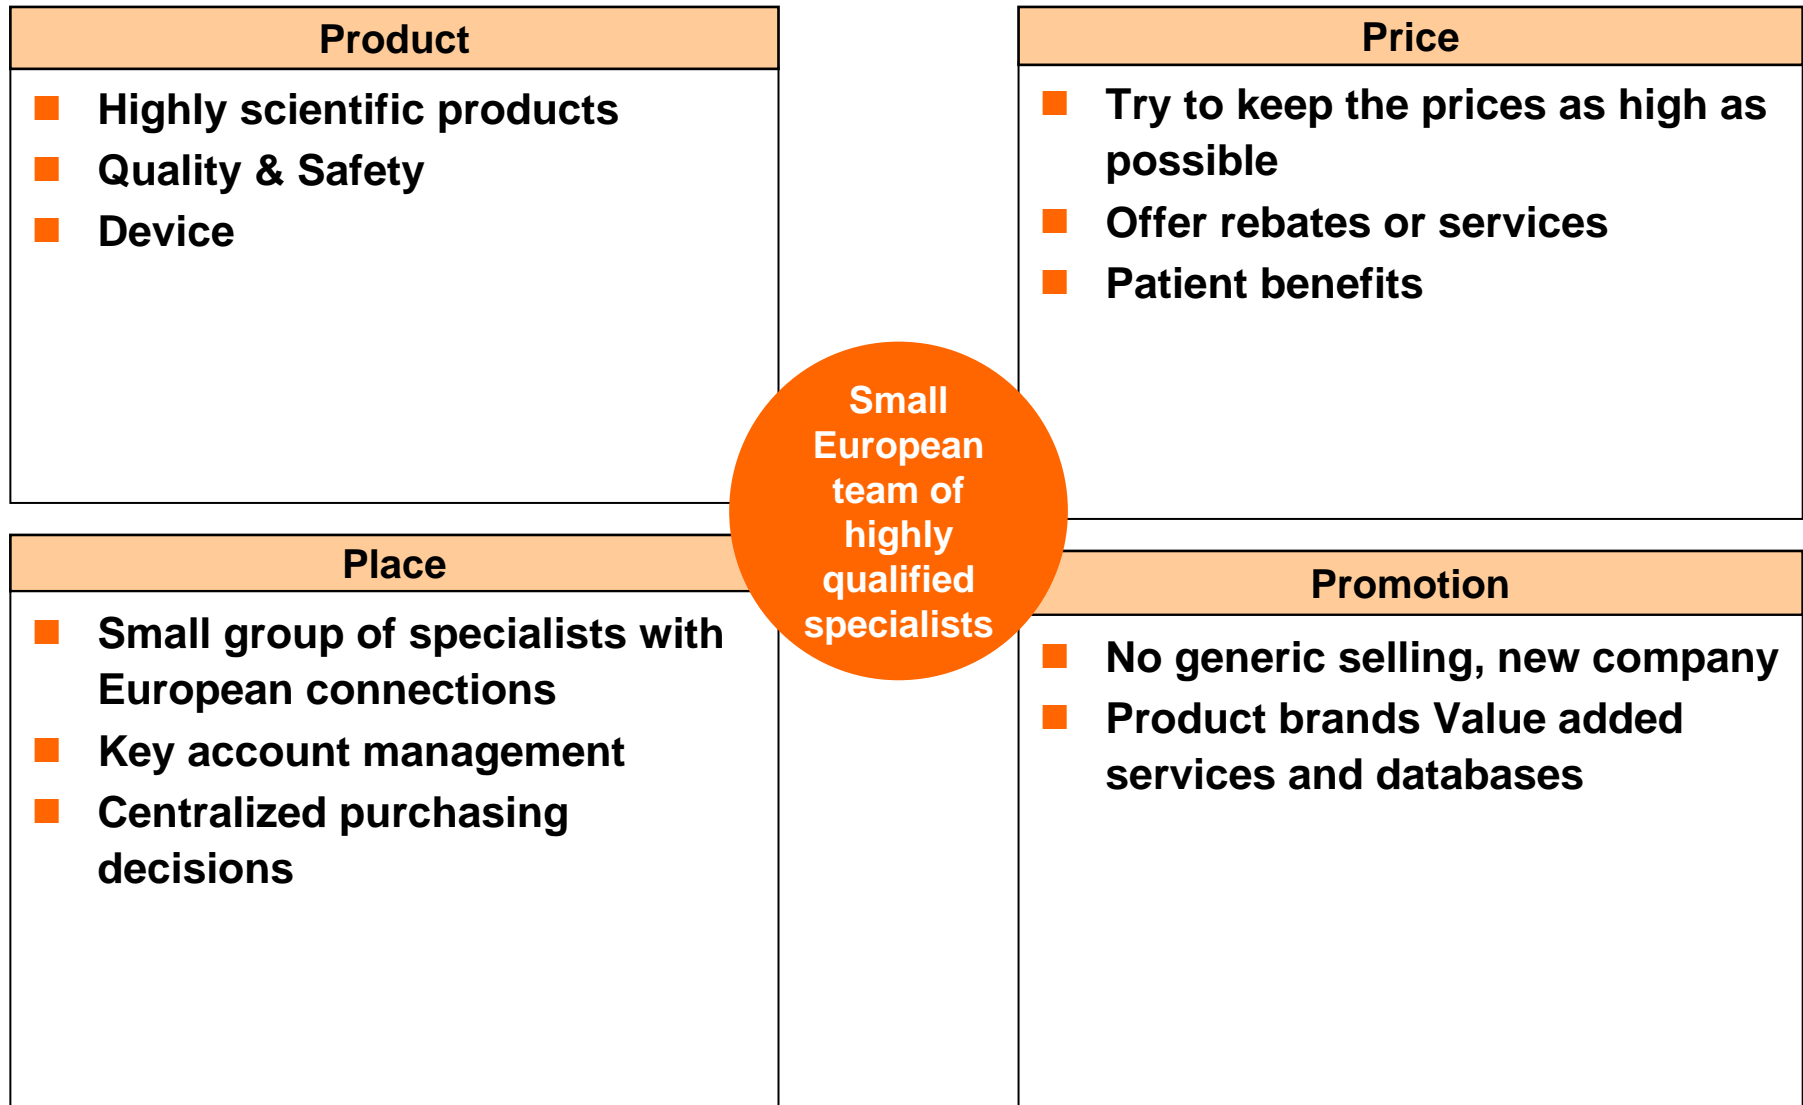 Product
Highly scientific products
Quality & Safety
Device
Price
Try to keep the prices as high as
possible
Offer rebates or services
Patient benefits
Small
European
team of
highly
qualified
specialists
Place
Small group of specialists with
European connections
Key account management
Centralized purchasing
decisions
Promotion
No generic selling, new company
Product brands Value added
services and databases